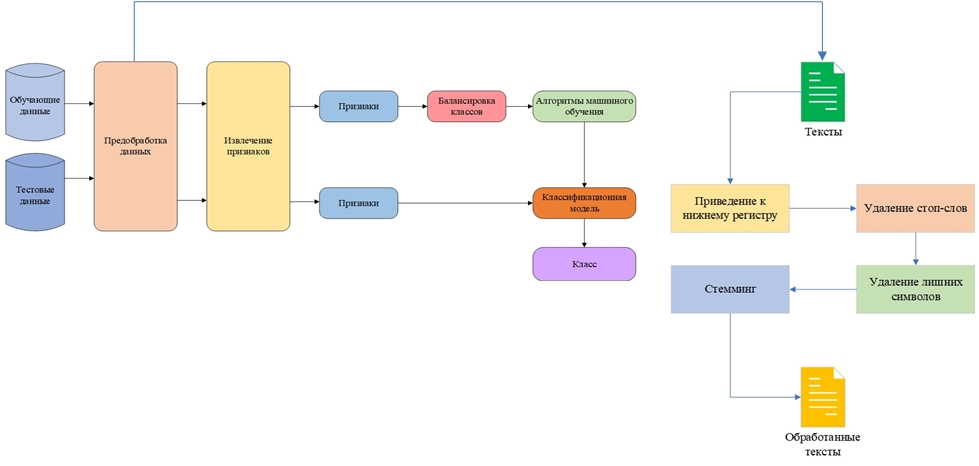 Обучающие
данные
Тестовые
данные
Предобработка
данных
Извлечение
признаков
Признаки
Балансировка
классов
Алгоритмы машинного
обучения
Признаки
Классификационная
модель
Класс
Тексты
Приведение к
нижнему регистру
Удаление стоп-слов
Удаление лишних
символов
Стемминг
Обработанные
тексты